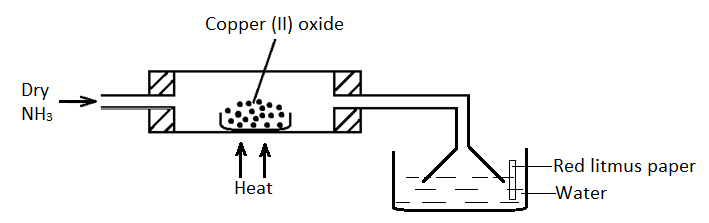 Copper (II) oxide
Dry
NH₃
Heat
Red litmus paper
Water